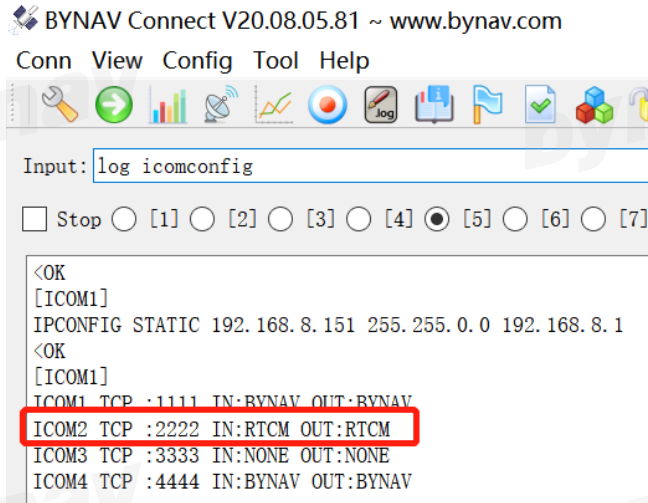 BYNAV Connect V20.08.05.81 ~ www.bynav.com
Conn View Config Tool Help
.log
Input: log icomconfig
Stop [1] [2] [3] [4] [5] [6] [7]
<OK
[ICOM1]
IPCONFIG STATIC 192.168.8.151 255.255.0.0 192.168.8.1
<OK
[ICOM1]
ICOM1 TCP :1111 IN:BYNAV OUT:BYNAV
ICOM2 TCP :2222 IN:RTCM OUT:RTCM
ICOM3 TCP :3333 IN:NONE OUT:NONE
ICOM4 TCP :4444 IN:BYNAV OUT:BYNAV